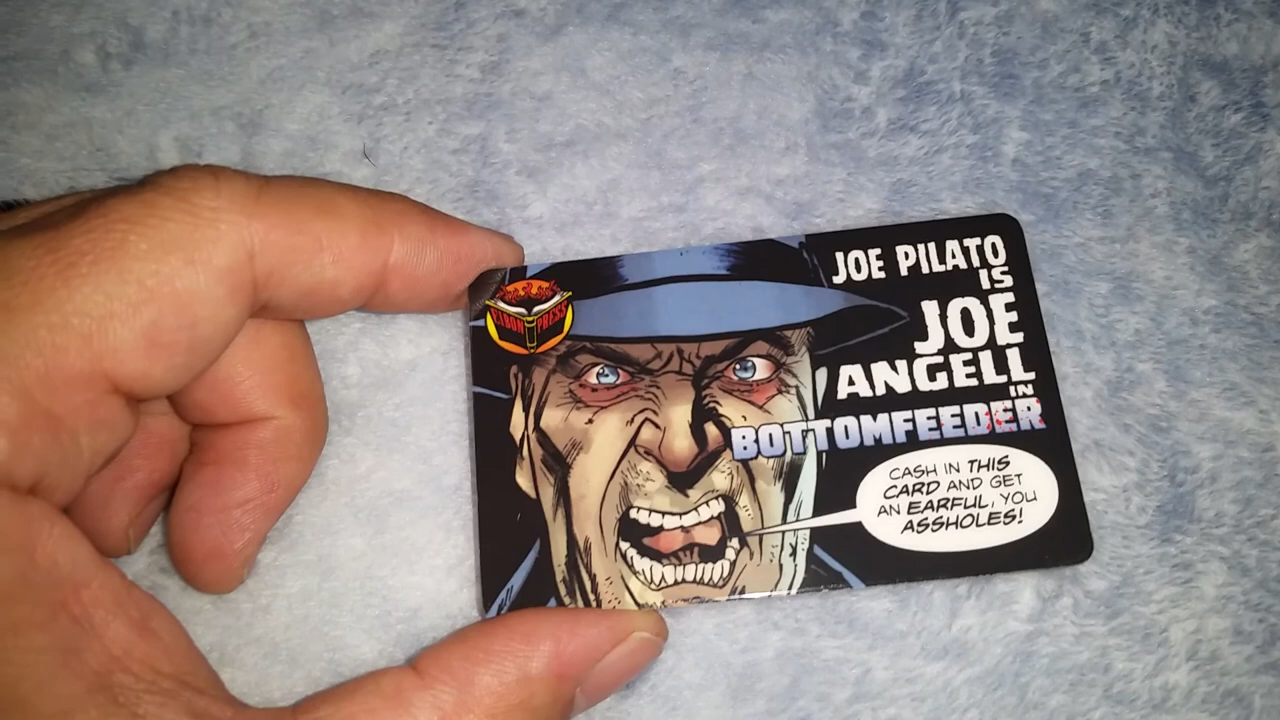 EIBON PRESS
JOE PILATO
IS
JOE
ANGELL
IN
BOTTOMFEEDER
CASH IN THIS
CARD AND GET
AN EARFUL, YOU
ASSHOLES!